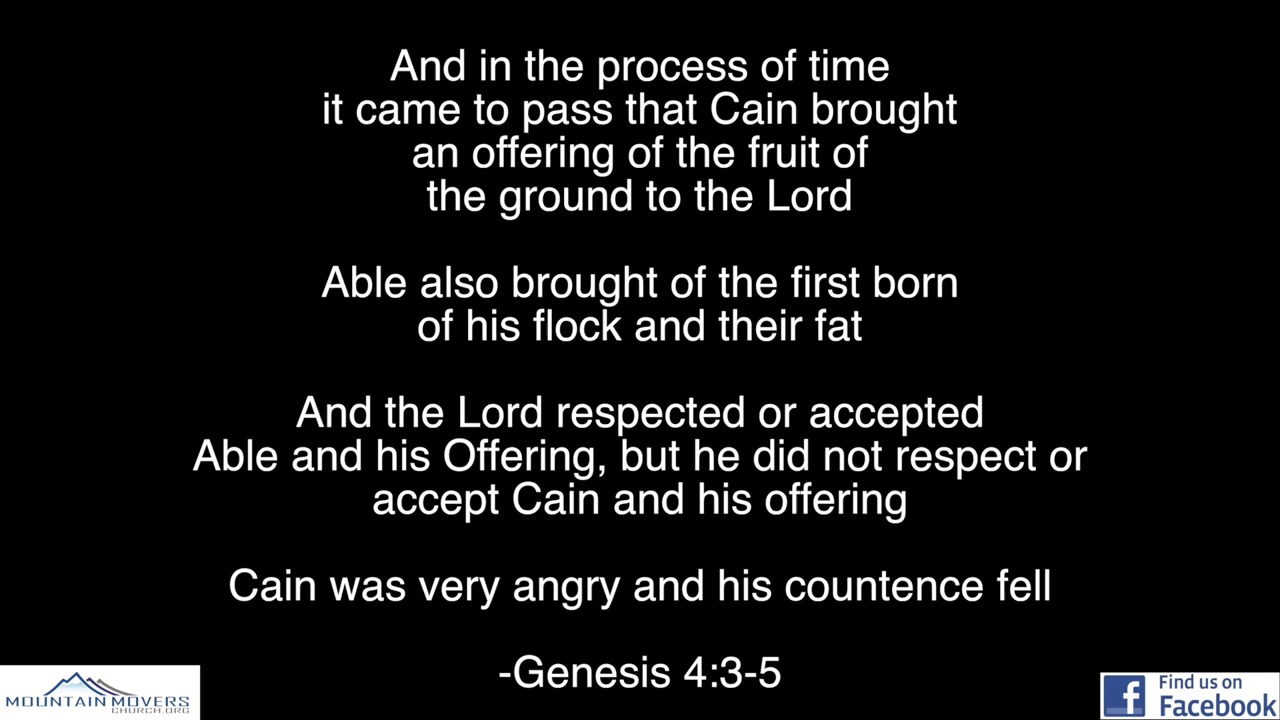 And in the process of time
it came to pass that Cain brought
an offering of the fruit of
the ground to the Lord
Able also brought of the first born
of his flock and their fat
And the Lord respected or accepted
Able and his Offering, but he did not respect or
accept Cain and his offering
Cain was very angry and his countence fell
-Genesis 4:3-5
MOUNTAIN MOVERS
CHURCH.ORG
f
Find us on
Facebook